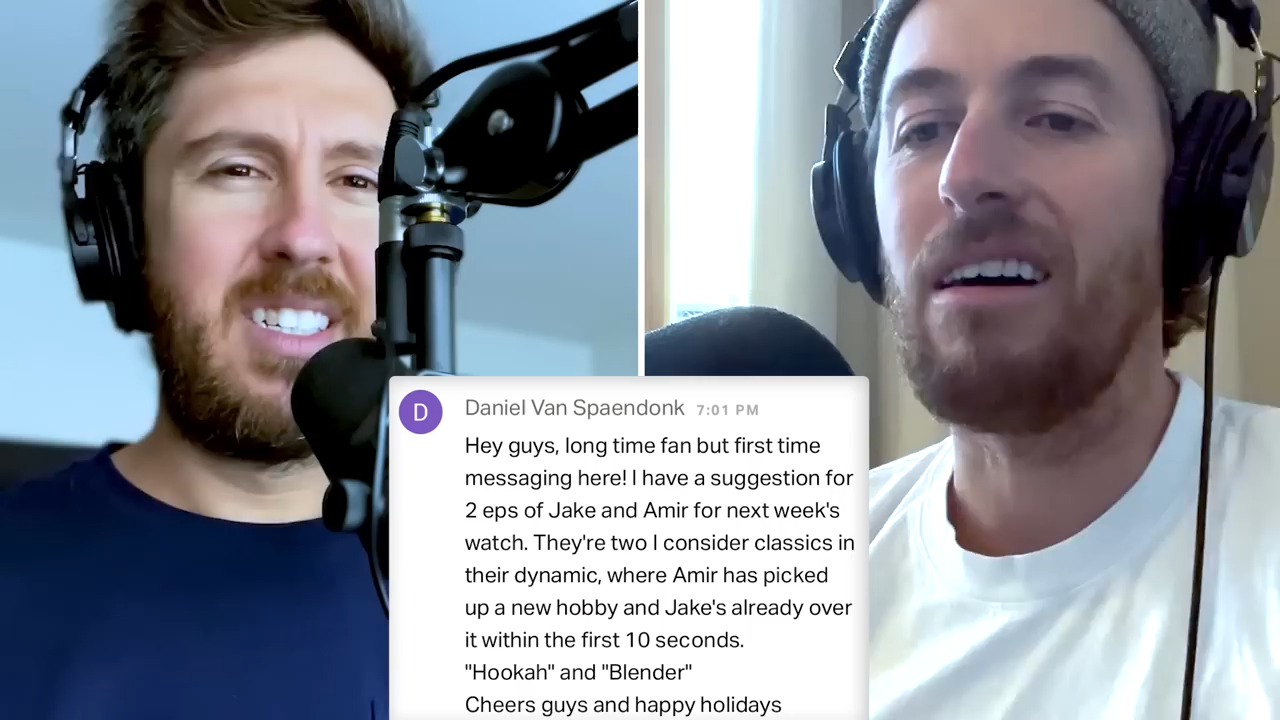 D
Daniel Van Spaendonk 7:01 PM
Hey guys, long time fan but first time
messaging here! I have a suggestion for
2 eps of Jake and Amir for next week's
watch. They're two I consider classics in
their dynamic, where Amir has picked
up a new hobby and Jake's already over
it within the first 10 seconds.
"Hookah" and "Blender"
Cheers guys and happy holidays